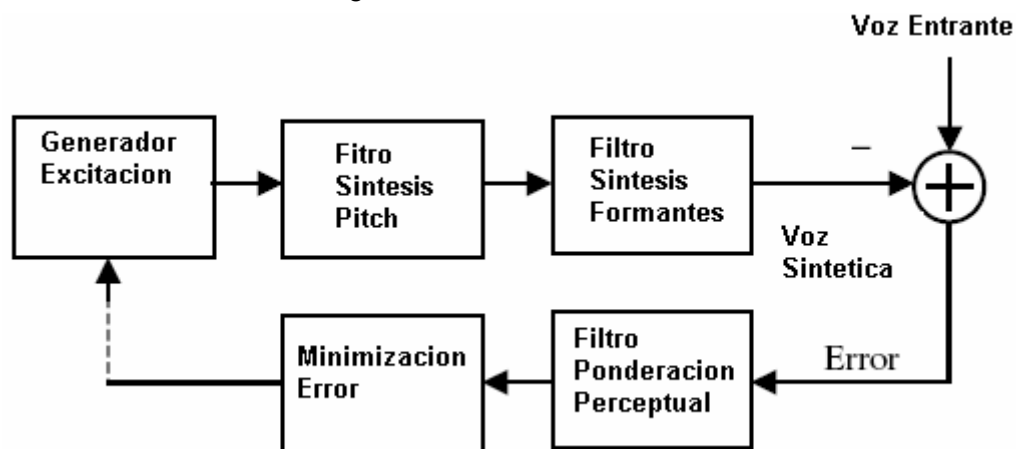 Voz Entrante
Generador
Excitacion
Fitro
Sintesis
Pitch
Filtro
Sintesis
Formantes
–
+
Voz
Sintetica
Minimizacion
Error
Filtro
Ponderacion
Perceptual
Error